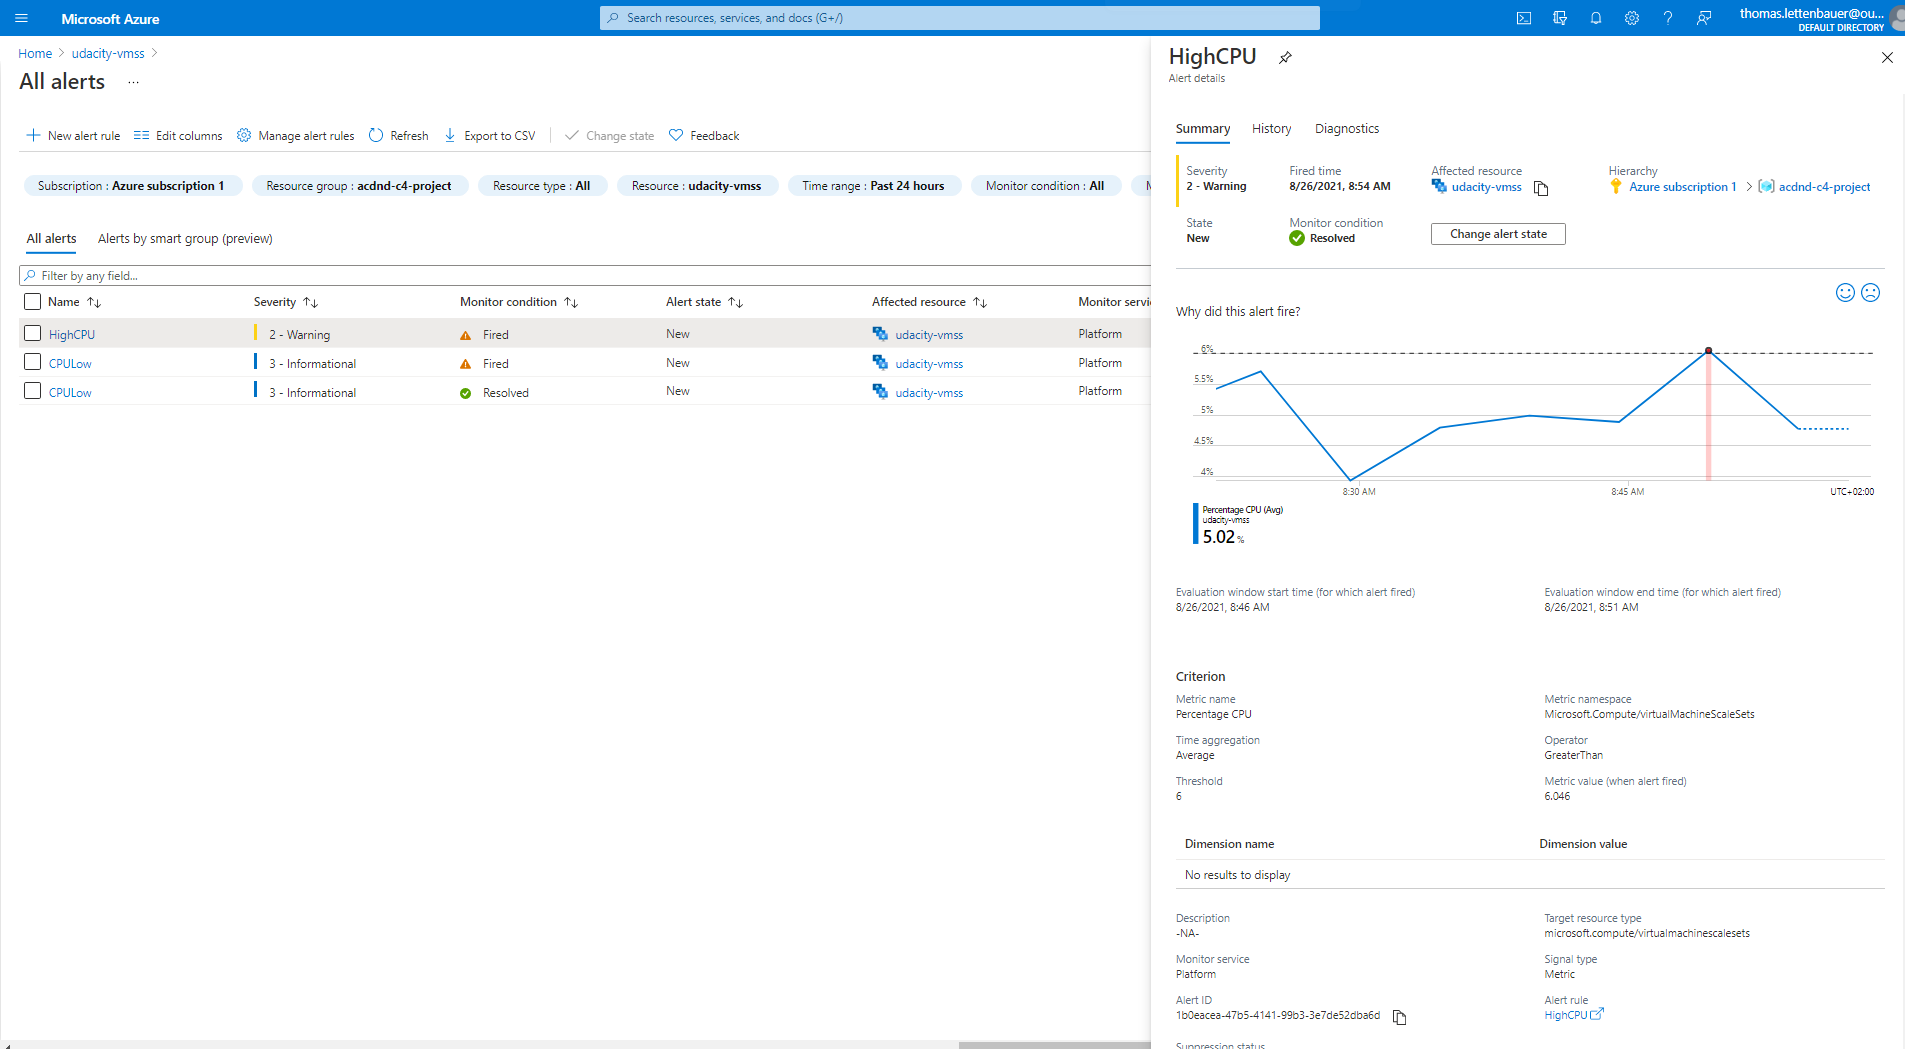 Microsoft Azure
Search resources, services, and docs (G+/)
thomas.lettenbauer@ou...
DEFAULT DIRECTORY
Home > udacity-vmss >
All alerts ...
New alert rule Edit columns Manage alert rules Refresh Export to CSV Change state Feedback
Subscription : Azure subscription 1 Resource group : acdnd-c4-project Resource type : All Resource : udacity-vmss Time range : Past 24 hours Monitor condition : All
All alerts Alerts by smart group (preview)
Filter by any field...
Name Severity Monitor condition Alert state Affected resource Monitor servi
HighCPU 2 - Warning Fired New udacity-vmss Platform
CPULow 3 - Informational Fired New udacity-vmss Platform
CPULow 3 - Informational Resolved New udacity-vmss Platform
HighCPU
Alert details
Summary History Diagnostics
Severity Fired time Affected resource Hierarchy
2 - Warning 8/26/2021, 8:54 AM udacity-vmss Azure subscription 1 > acdnd-c4-project
State Monitor condition
New Resolved Change alert state
Why did this alert fire?
6%
5.5%
5%
4.5%
4%
8:30 AM 8:45 AM UTC+02:00
Percentage CPU (Avg)
udacity-vmss
5.02 %
Evaluation window start time (for which alert fired) Evaluation window end time (for which alert fired)
8/26/2021, 8:46 AM 8/26/2021, 8:51 AM
Criterion
Metric name Metric namespace
Percentage CPU Microsoft.Compute/virtualMachineScaleSets
Time aggregation Operator
Average GreaterThan
Threshold Metric value (when alert fired)
6 6.046
Dimension name Dimension value
No results to display
Description Target resource type
-NA- microsoft.compute/virtualmachinescalesets
Monitor service Signal type
Platform Metric
Alert ID Alert rule
1b0eacea-47b5-4141-99b3-3e7de52dba6d HighCPU
Suppression status